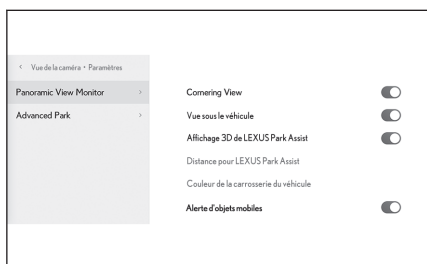 Vue de la caméra • Paramètres
Panoramic View Monitor
Advanced Park
Cornering View
Vue sous le véhicule
Affichage 3D de LEXUS Park Assist
Distance pour LEXUS Park Assist
Couleur de la carrosserie du véhicule
Alerte d'objets mobiles